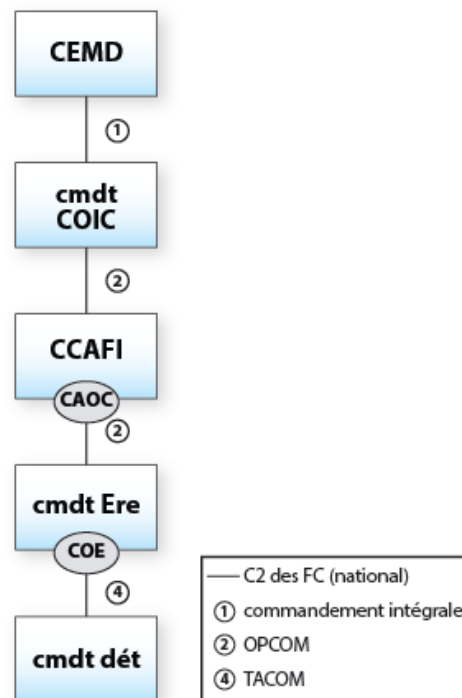 CEMD
①
cmdt
COIC
②
CCAFI
CAOC
②
cmdt Ere
COE
④
cmdt dét
C2 des FC (national)
① commandement intégrale
② OPCOM
④ TACOM